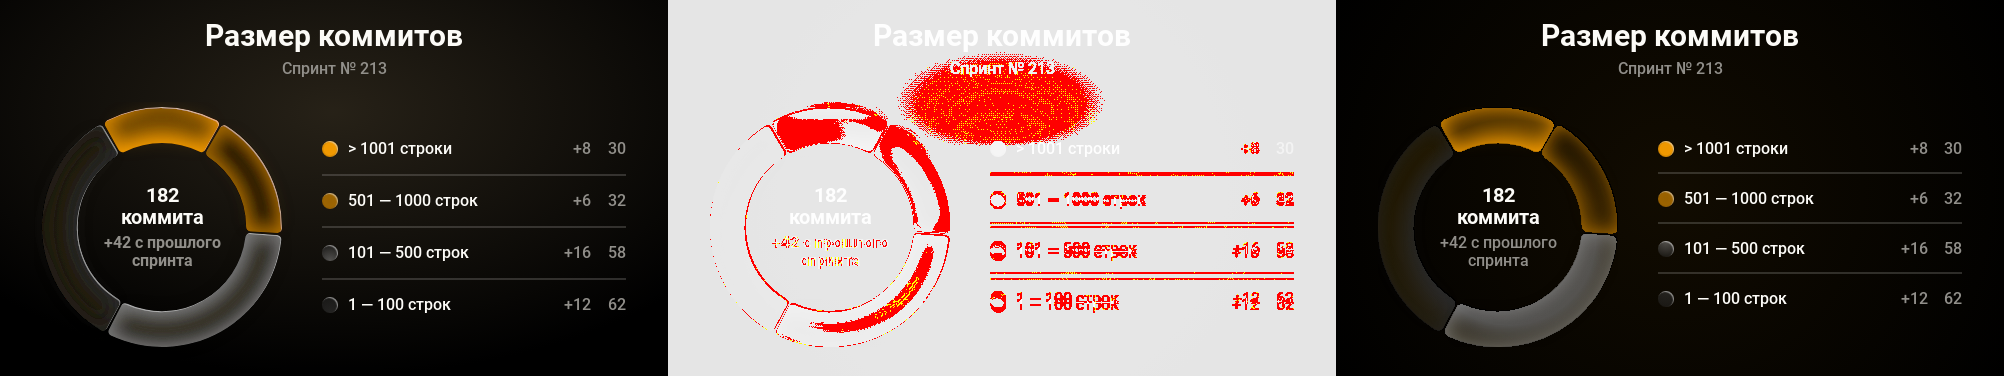 Размер коммитов
Спринт № 213
182
коммита
+42 с прошлого
спринта
> 1001 строки +8 30
501 — 1000 строк +6 32
101 — 500 строк +16 58
1 — 100 строк +12 62
Размер коммитов
Спринт № 213
182
коммита
+42 с прошлого
спринта
> 1001 строки +8 30
Размер коммитов
Спринт № 213
182
коммита
+42 с прошлого
спринта
> 1001 строки +8 30
501 — 1000 строк +6 32
101 — 500 строк +16 58
1 — 100 строк +12 62